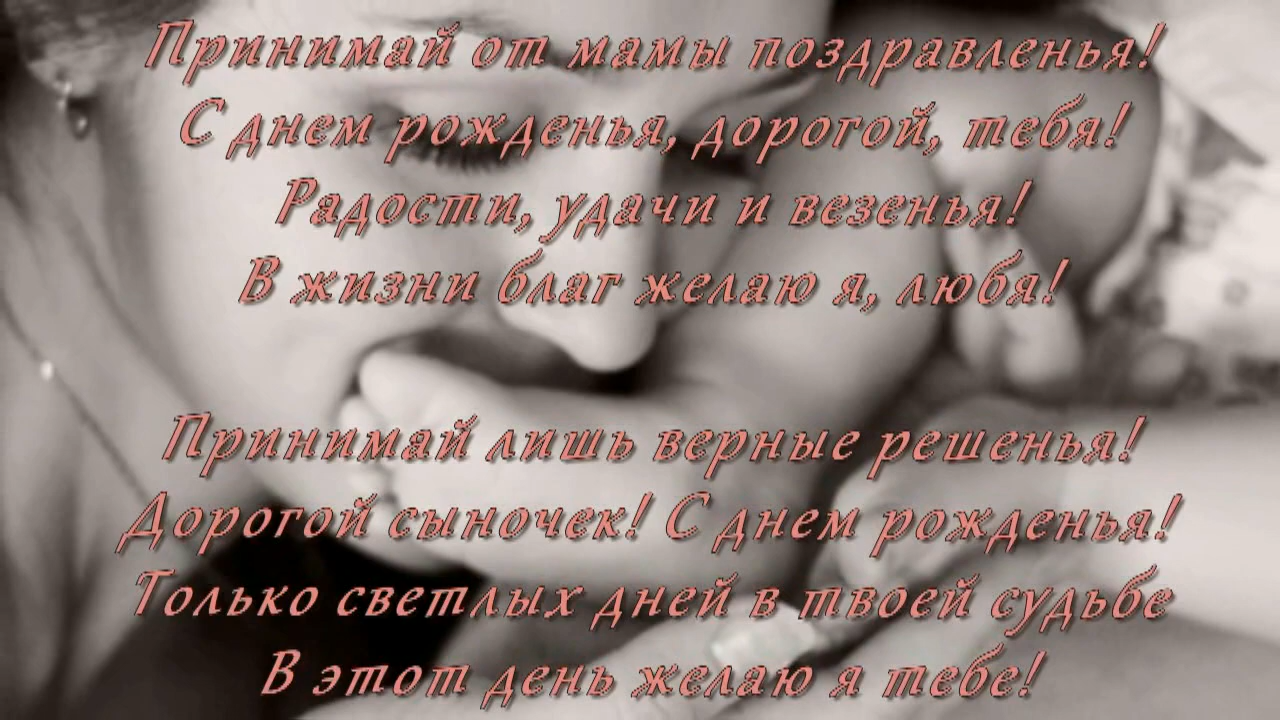 Принимай от мамы поздравленья!
С днем рожденья, дорогой, тебя!
Радости, удачи и везенья!
В жизни благ желаю я, любя!
Принимай лишь верные решенья!
Дорогой сыночек! С днем рожденья!
Только светлых дней в твоей судьбе
В этот день желаю я тебе!